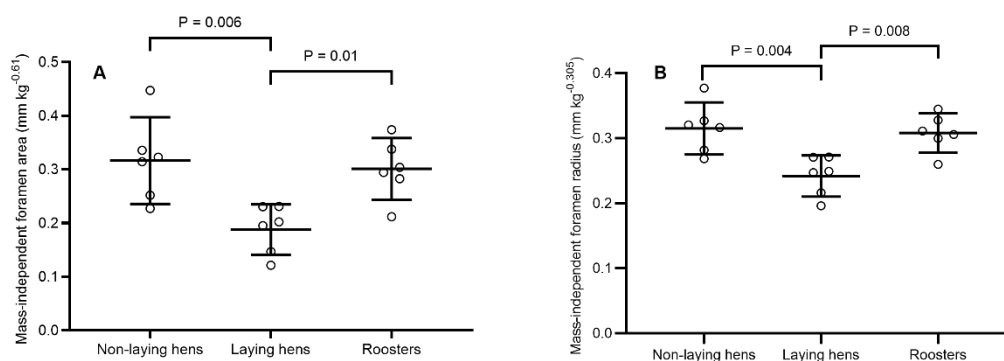 A
P = 0.006
P = 0.01
Mass-independent foramen area (mm kg-0.61)
0.5
0.4
0.3
0.2
0.1
0.0
Non-laying hens Laying hens Roosters
B
P = 0.004
P = 0.008
Mass-independent foramen radius (mm kg-0.305)
0.4
0.3
0.2
0.1
0.0
Non-laying hens Laying hens Roosters